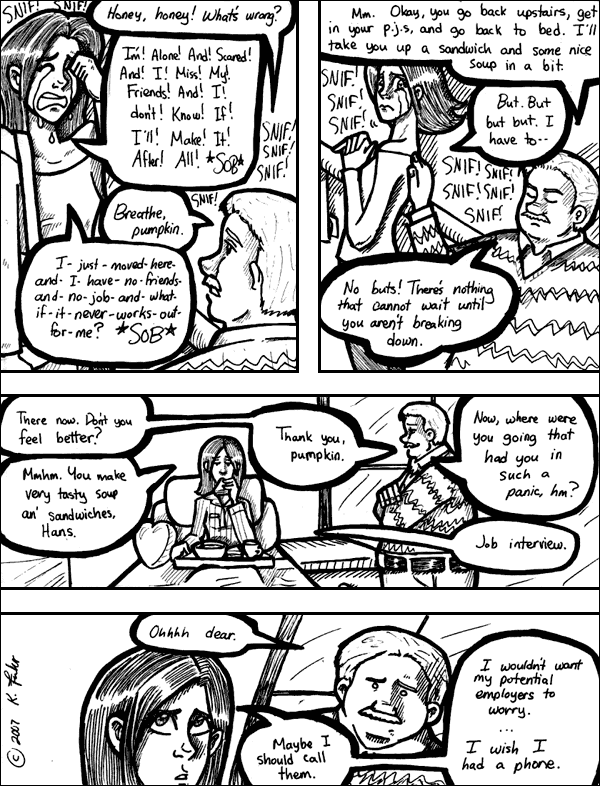 SNIF! SNIF!
SNIF!
Honey, honey! What's wrong?
I'm! Alone! And! Scared!
And! I! Miss! My!
Friends! And! I!
don't! Know! If!
I'll! Make! It!
After! All! *SOB*
SNIF!
SNIF!
SNIF!
SNIF!
Breathe,
pumpkin.
I-just-moved-here-
and-I-have-no-friends-
and-no-job-and-what-
if-it-never-works-out-
for-me? *SOB*
Mm. Okay, you go back upstairs, get
in your p.j.s, and go back to bed. I'll
take you up a sandwich and some nice
soup in a bit.
SNIF!
SNIF!
SNIF!
But. But
but but. I
have to--
SNIF! SNIF!
SNIF! SNIF!
SNIF!
No buts! There's nothing
that cannot wait until
you aren't breaking
down.
There now. Don't you
feel better?
Mmhm. You make
very tasty soup
an' sandwiches,
Hans.
Thank you,
pumpkin.
Now, where were
you going that
had you in
such a
panic, hm?
Job interview.
Ohhhh dear.
Maybe I
should call
them.
I wouldn't want
my potential
employers to
worry.
...
I wish I
had a phone.
© 2007 K.